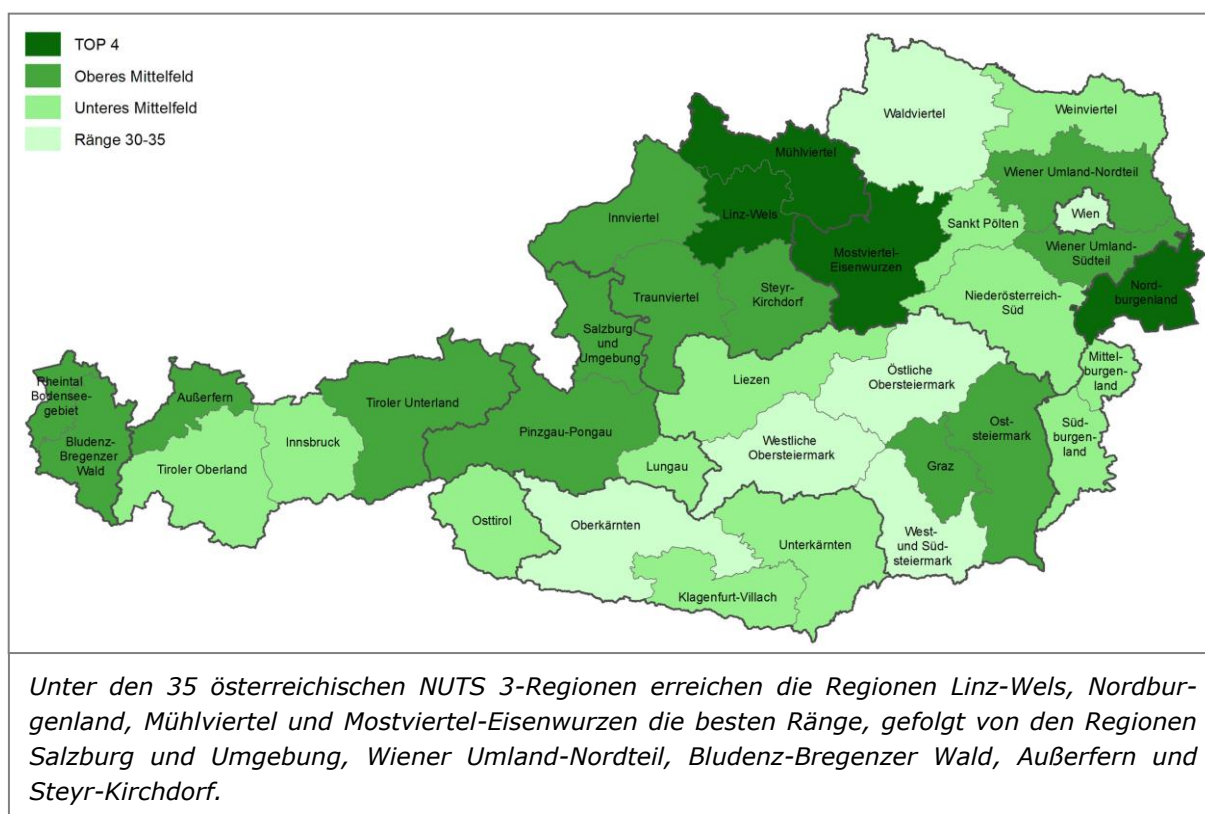 TOP 4
Oberes Mittelfeld
Unteres Mittelfeld
Ränge 30-35
Waldviertel
Weinviertel
Mühlviertel
Wiener Umland-Nordteil
Innviertel
Linz-Wels
Sankt Pölten
Wien
Mostviertel-
Eisenwurzen
Wiener Umland-
Südteil
Nord-
burgenland
Traunviertel
Steyr-
Kirchdorf
Niederösterreich-
Süd
Salzburg
und
Umgebung
Mittel-
burgen-
land
Rheintal
Bodensee-
gebiet
Außerfern
Tiroler Unterland
Liezen
Östliche
Obersteiermark
Bludenz-
Bregenzer
Wald
Tiroler Oberland
Innsbruck
Pinzgau-Pongau
Lungau
Westliche
Obersteiermark
Graz
Ost-
steiermark
Süd-
burgen-
land
Osttirol
Oberkärnten
Unterkärnten
West-
und Süd-
steiermark
Klagenfurt-Villach
Unter den 35 österreichischen NUTS 3-Regionen erreichen die Regionen Linz-Wels, Nordbur-
genland, Mühlviertel und Mostviertel-Eisenwurzen die besten Ränge, gefolgt von den Regionen
Salzburg und Umgebung, Wiener Umland-Nordteil, Bludenz-Bregenzer Wald, Außerfern und
Steyr-Kirchdorf.